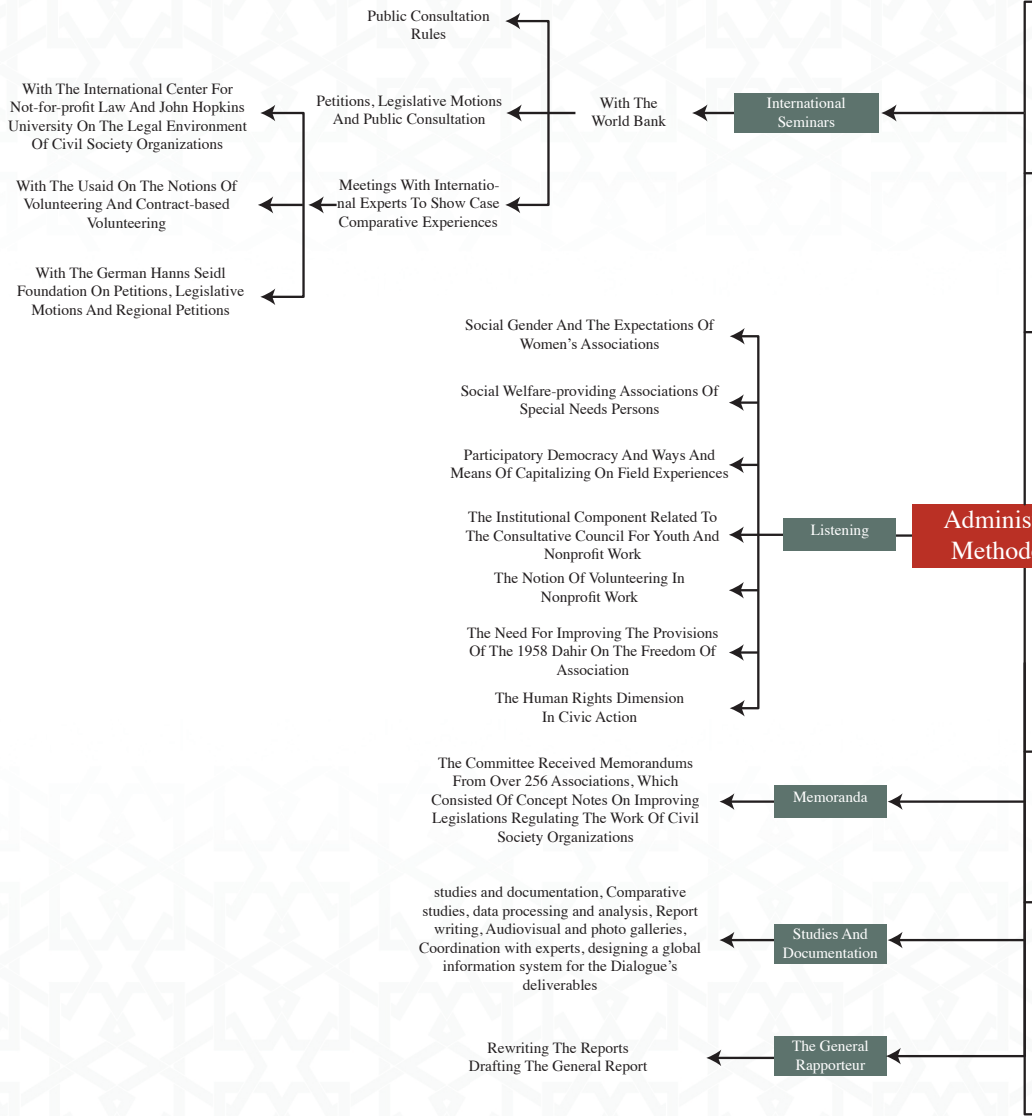 Public Consultation
Rules
With The International Center For
Not-for-profit Law And John Hopkins
University On The Legal Environment
Of Civil Society Organizations
Petitions, Legislative Motions
And Public Consultation
With The
World Bank
International
Seminars
With The Usaid On The Notions Of
Volunteering And Contract-based
Volunteering
Meetings With Internatio-
nal Experts To Show Case
Comparative Experiences
With The German Hanns Seidl
Foundation On Petitions, Legislative
Motions And Regional Petitions
Social Gender And The Expectations Of
Women's Associations
Social Welfare-providing Associations Of
Special Needs Persons
Participatory Democracy And Ways And
Means Of Capitalizing On Field Experiences
The Institutional Component Related To
The Consultative Council For Youth And
Nonprofit Work
Listening
Adminis
Method
The Notion Of Volunteering In
Nonprofit Work
The Need For Improving The Provisions
Of The 1958 Dahir On The Freedom Of
Association
The Human Rights Dimension
In Civic Action
The Committee Received Memorandums
From Over 256 Associations, Which
Consisted Of Concept Notes On Improving
Legislations Regulating The Work Of Civil
Society Organizations
Memoranda
studies and documentation, Comparative
studies, data processing and analysis, Report
writing, Audiovisual and photo galleries,
Coordination with experts, designing a global
information system for the Dialogue's
deliverables
Studies And
Documentation
Rewriting The Reports
Drafting The General Report
The General
Rapporteur